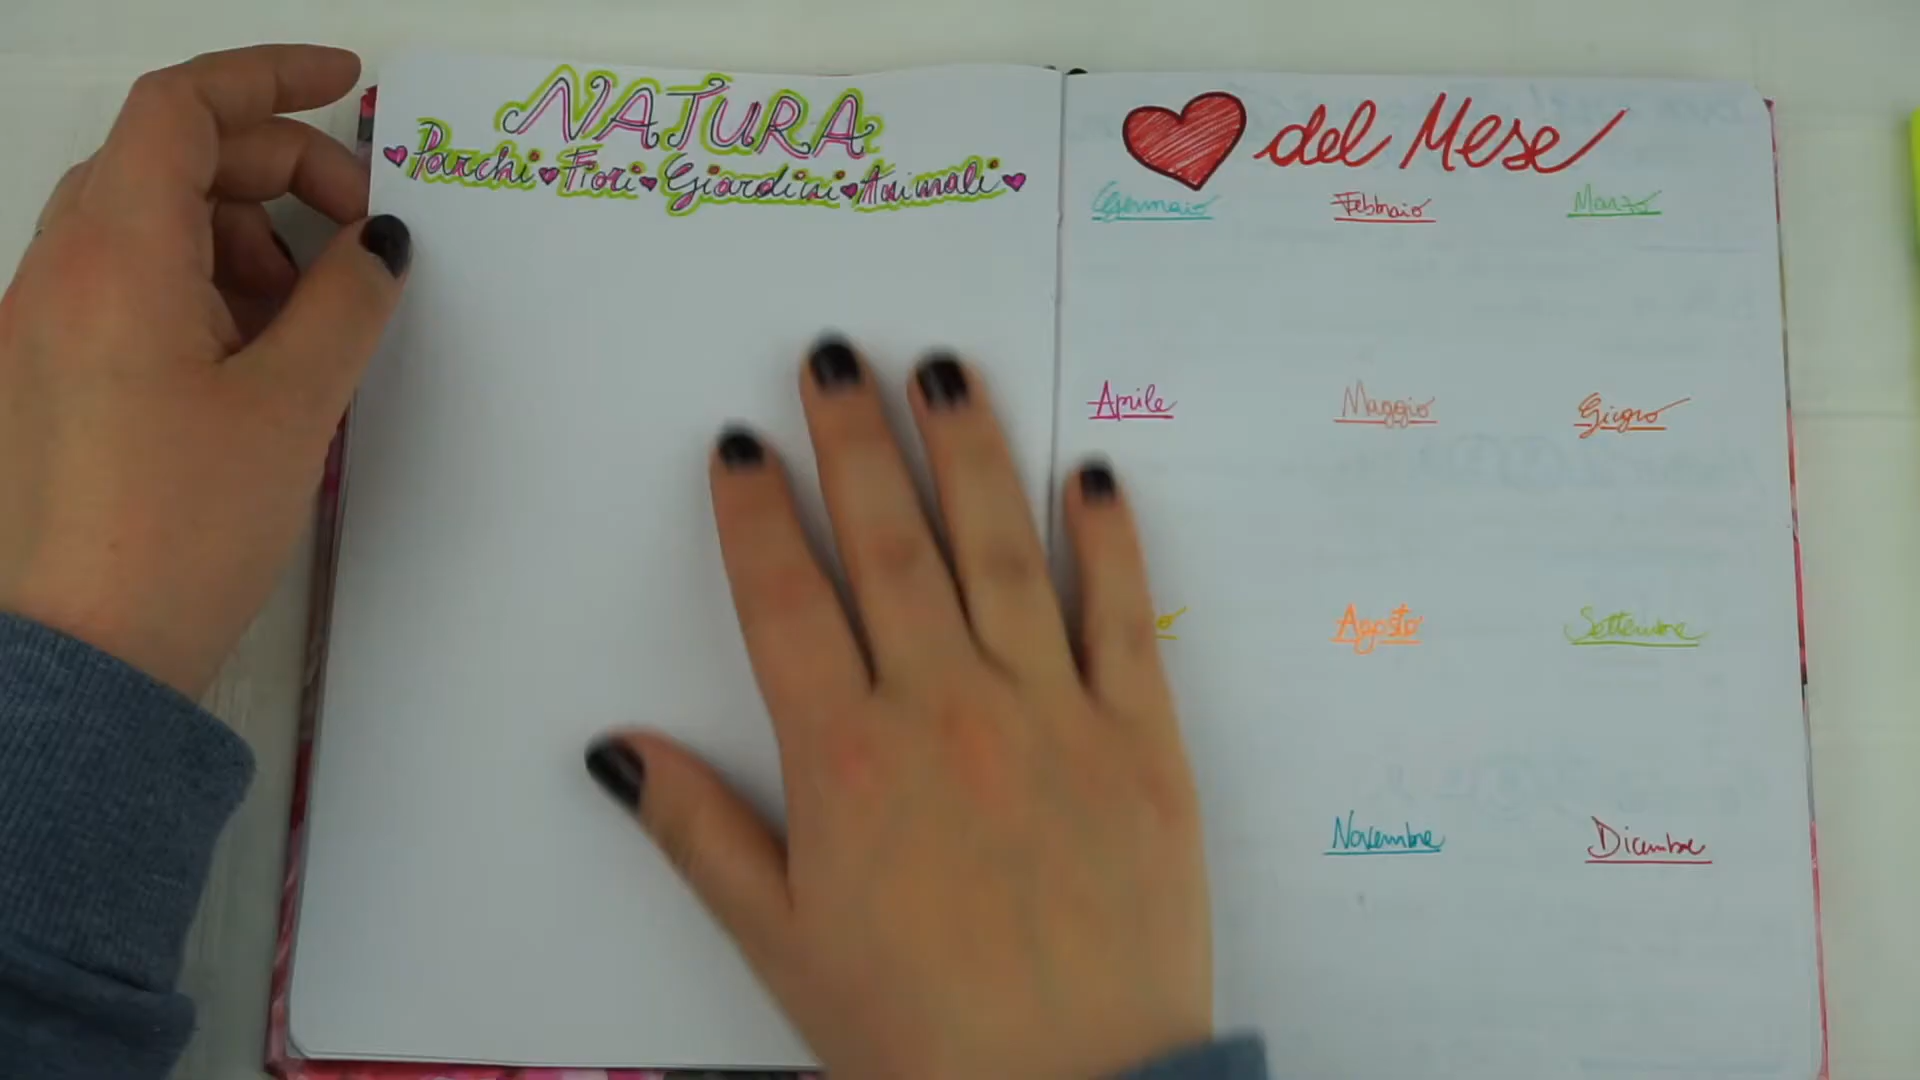 NATURA
Parchi Fiori Giardini Animali
del Mese
Gennaio Febbraio Marzo
Aprile Maggio Giugno
Agosto Settembre
Novembre Dicembre